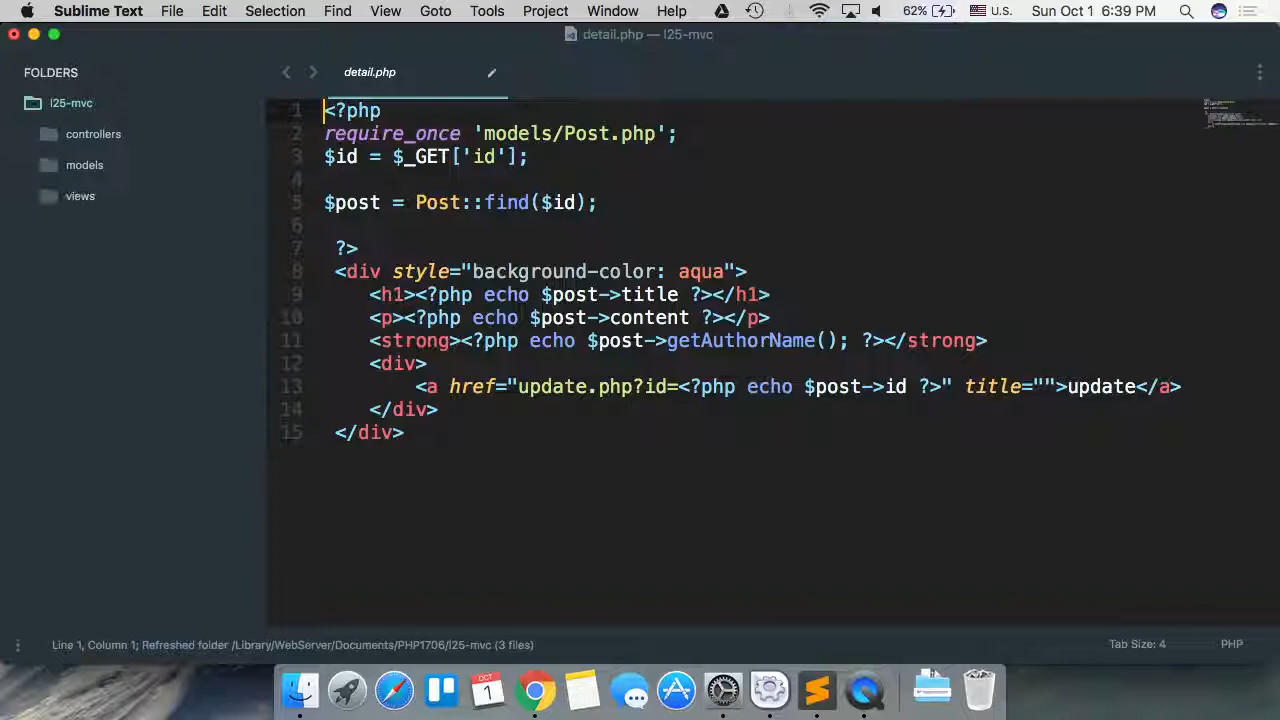 Sublime Text File Edit Selection Find View Goto Tools Project Window Help 62% U.S. Sun Oct 1 6:39 PM
detail.php — l25-mvc
FOLDERS
detail.php
l25-mvc
controllers
models
views
1 <?php
2 require_once 'models/Post.php';
3 $id = $_GET['id'];
4
5 $post = Post::find($id);
6
7 ?>
8 <div style="background-color: aqua">
9 <h1><?php echo $post->title ?></h1>
10 <p><?php echo $post->content ?></p>
11 <strong><?php echo $post->getAuthorName(); ?></strong>
12 <div>
13 <a href="update.php?id=<?php echo $post->id ?>" title="">update</a>
14 </div>
15 </div>
Line 1, Column 1; Refreshed folder /Library/WebServer/Documents/PHP1706/l25-mvc (3 files) Tab Size: 4 PHP
OCT
1